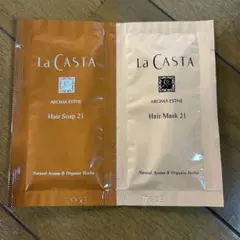 La CASTA
AROMA ESTHE
Hair Soap 21
Natural Aroma & Organic Herbs
La CASTA
AROMA ESTHE
Hair Mask 21
Natural Aroma & Organic Herbs